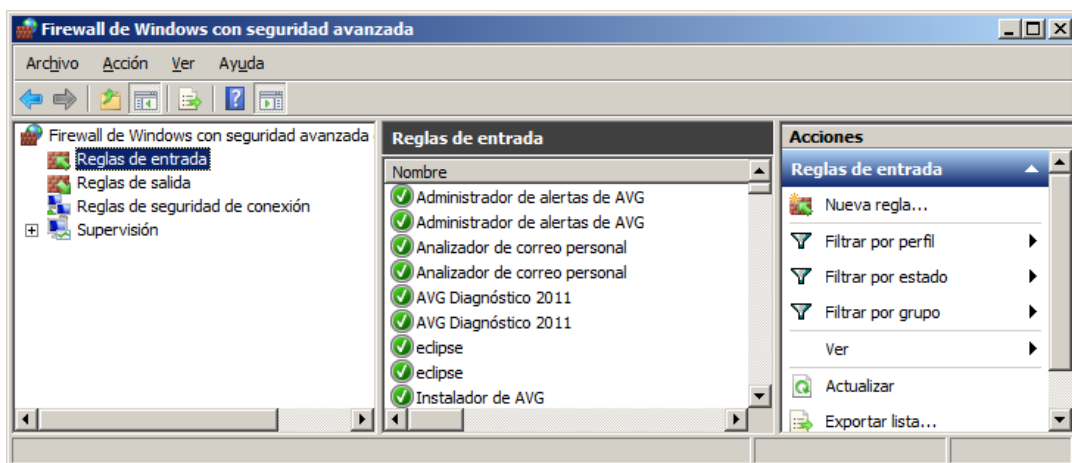 Firewall de Windows con seguridad avanzada
Archivo Acción Ver Ayuda
Firewall de Windows con seguridad avanzada
Reglas de entrada
Reglas de salida
Reglas de seguridad de conexión
Supervisión
Reglas de entrada
Nombre
Administrador de alertas de AVG
Administrador de alertas de AVG
Analizador de correo personal
Analizador de correo personal
AVG Diagnóstico 2011
AVG Diagnóstico 2011
eclipse
eclipse
Instalador de AVG
Acciones
Reglas de entrada
Nueva regla...
Filtrar por perfil
Filtrar por estado
Filtrar por grupo
Ver
Actualizar
Exportar lista...